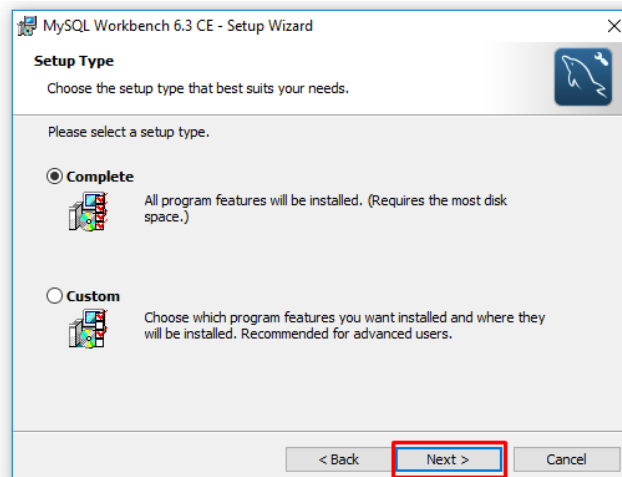 MySQL Workbench 6.3 CE - Setup Wizard
Setup Type
Choose the setup type that best suits your needs.
Please select a setup type.
Complete
All program features will be installed. (Requires the most disk
space.)
Custom
Choose which program features you want installed and where they
will be installed. Recommended for advanced users.
< Back Next > Cancel